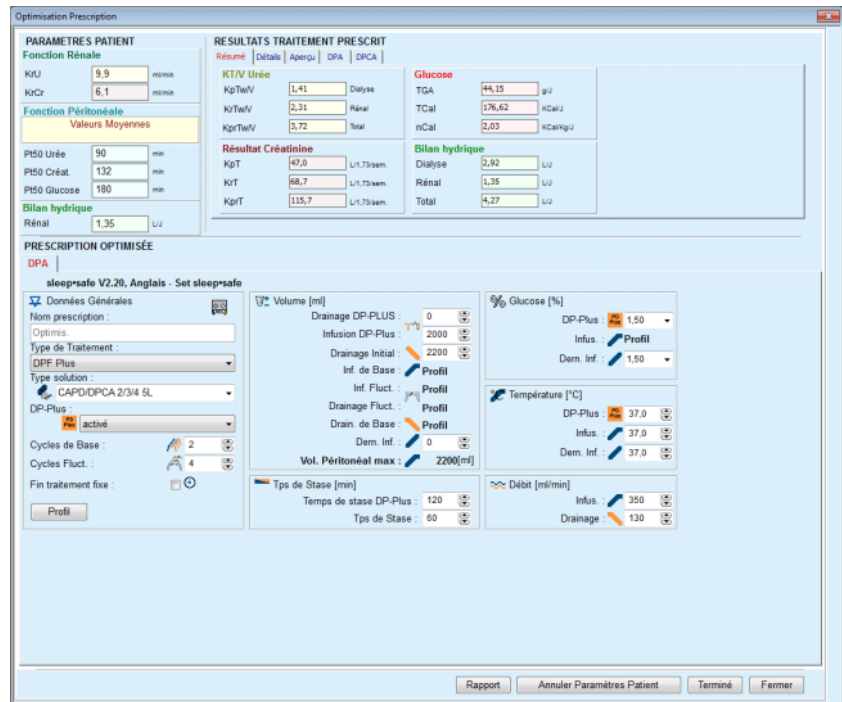 Optimisation Prescription
PARAMETRES PATIENT
Fonction Rénale
KrU 9,9 ml/min
KrCr 6,1 ml/min
Fonction Péritonéale
Valeurs Moyennes
Pt50 Urée 90 min
Pt50 Créat. 132 min
Pt50 Glucose 180 min
Bilan hydrique
Rénal 1,35 L/J
RESULTATS TRAITEMENT PRESCRIT
Résumé Détails Aperçu DPA DPCA
KT/V Urée
KpTw/V 1,41 Dialyse
KrTw/V 2,31 Rénal
KprTw/V 3,72 Total
Glucose
TGA 44,15 g/J
TCal 176,62 KCal/J
nCal 2,03 KCal/Kg/J
Résultat Créatinine
KpT 47,0 L/1,73/sem.
KrT 68,7 L/1,73/sem.
KprT 115,7 L/1,73/sem.
Bilan hydrique
Dialyse 2,92 L/J
Rénal 1,35 L/J
Total 4,27 L/J
PRESCRIPTION OPTIMISÉE
DPA
sleep•safe V2.20, Anglais - Set sleep•safe
Données Générales
Nom prescription :
Optimis.
Type de Traitement :
DPF Plus
Type solution :
CAPD/DPCA 2/3/4 5L
DP-Plus :
PD Plus activé
Cycles de Base : 2
Cycles Fluct. : 4
Fin traitement fixe :
Profil
Volume [ml]
Drainage DP-PLUS : 0
Infusion DP-Plus : 2000
Drainage Initial : 2200
Inf. de Base : Profil
Inf. Fluct. : Profil
Drainage Fluct. : Profil
Drain. de Base : Profil
Dern. Inf. : 0
Vol. Péritonéal max : 2200[ml]
Tps de Stase [min]
Temps de stase DP-Plus : 120
Tps de Stase : 60
Glucose [%]
DP-Plus : PD Plus 1,50
Infus. : Profil
Dern. Inf. : 1,50
Température [°C]
DP-Plus : PD Plus 37,0
Infus. : 37,0
Dern. Inf. : 37,0
Débit [ml/min]
Infus. : 350
Drainage : 130
Rapport Annuler Paramètres Patient Terminé Fermer